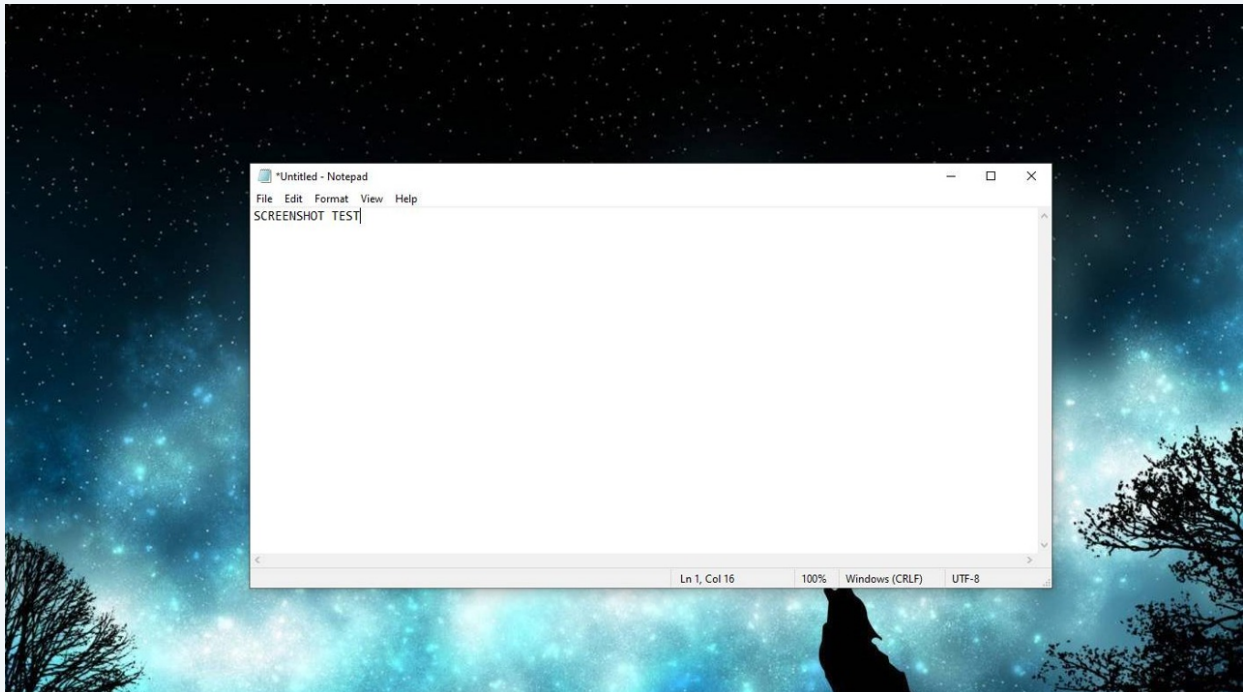 *Untitled - Notepad
File Edit Format View Help
SCREENSHOT TEST
Ln 1, Col 16 100% Windows (CRLF) UTF-8